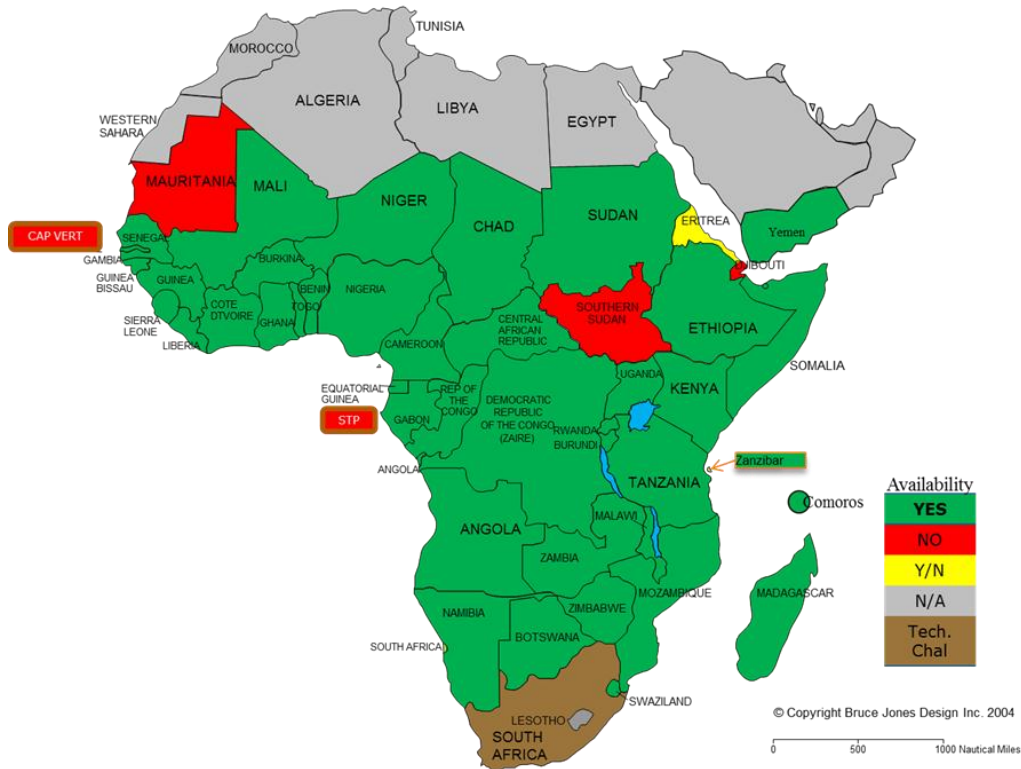 TUNISIA
MOROCCO
ALGERIA
LIBYA
EGYPT
WESTERN
SAHARA
MAURITANIA
MALI
NIGER
CHAD
SUDAN
ERITREA
Yemen
CAP VERT
SENEGAL
GAMBIA
GUINEA
BISSAU
GUINEA
BURKINA
BENIN
TOGO
NIGERIA
COTE
D'IVOIRE
GHANA
SIERRA
LEONE
LIBERIA
CAMEROON
CENTRAL
AFRICAN
REPUBLIC
SOUTHERN
SUDAN
DJIBOUTI
ETHIOPIA
SOMALIA
UGANDA
KENYA
EQUATORIAL
GUINEA
STP
GABON
REP OF
THE
CONGO
DEMOCRATIC
REPUBLIC
OF THE CONGO
(ZAIRE)
RWANDA
BURUNDI
Zanzibar
ANGOLA
TANZANIA
Comoros
ANGOLA
MALAWI
ZAMBIA
MOZAMBIQUE
MADAGASCAR
NAMIBIA
ZIMBABWE
BOTSWANA
SOUTH AFRICA
SWAZILAND
LESOTHO
SOUTH
AFRICA
Availability
YES
NO
Y/N
N/A
Tech.
Chal
© Copyright Bruce Jones Design Inc. 2004
0 500 1000 Nautical Miles